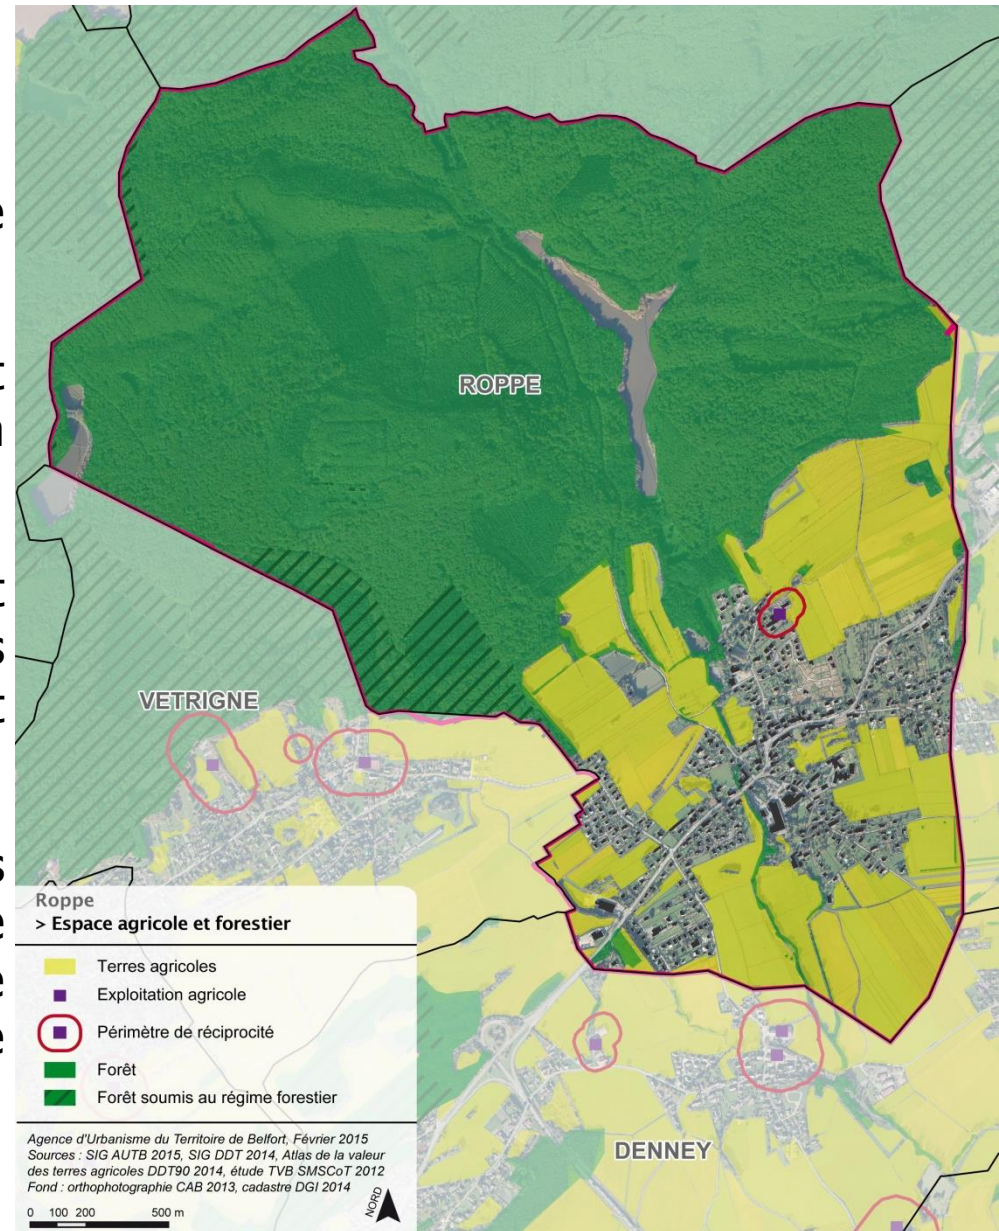 ROPPE
VETRIGNE
DENNEY
Roppe
> Espace agricole et forestier
Terres agricoles
Exploitation agricole
Périmètre de réciprocité
Forêt
Forêt soumis au régime forestier
Agence d'Urbanisme du Territoire de Belfort, Février 2015
Sources : SIG AUTB 2015, SIG DDT 2014, Atlas de la valeur
des terres agricoles DDT90 2014, étude TVB SMSCoT 2012
Fond : orthophotographie CAB 2013, cadastre DGI 2014
0 100 200 500 m
NORD